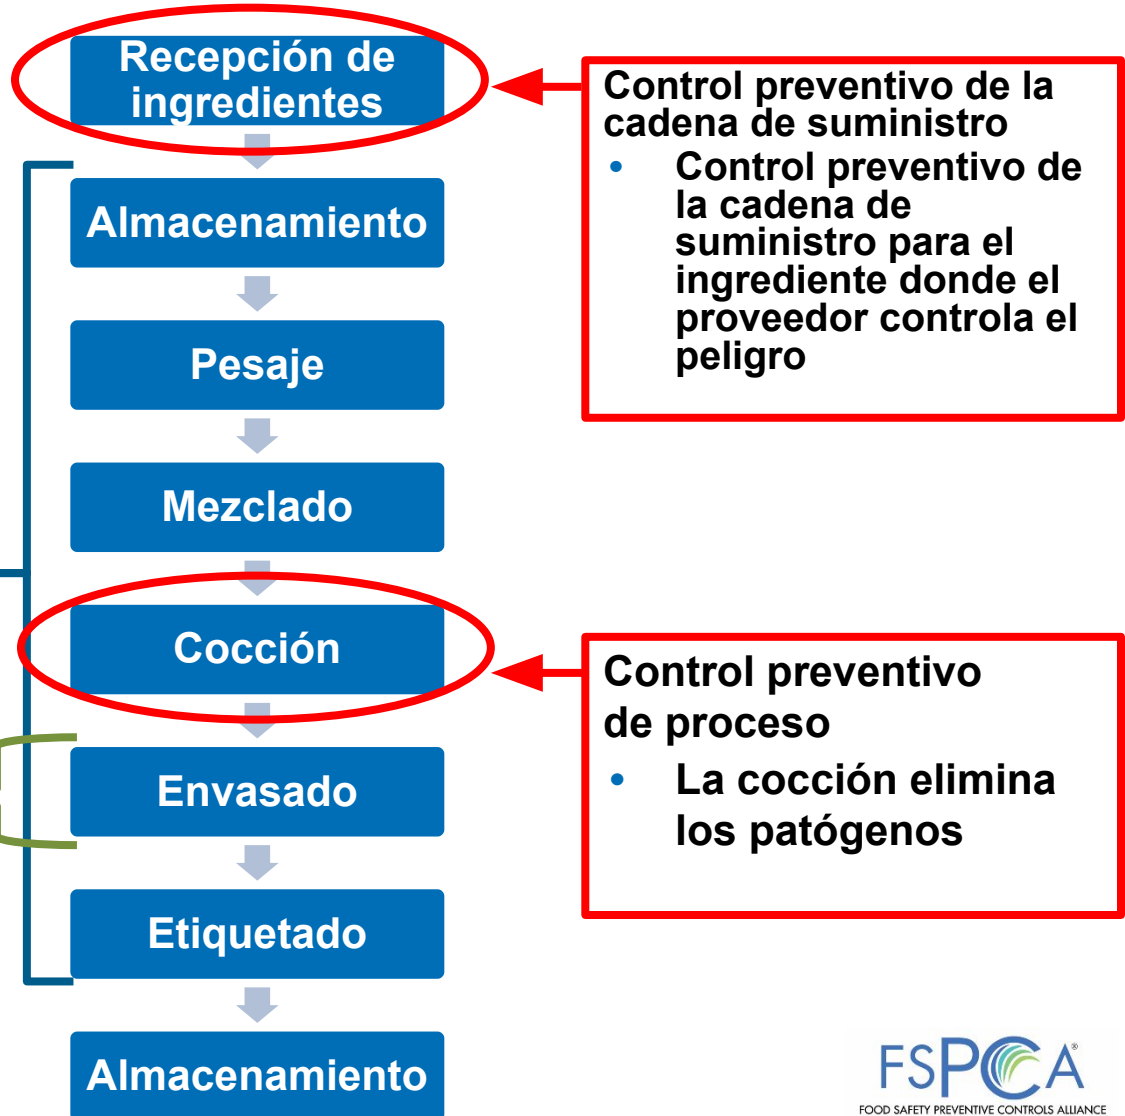 Recepción de
ingredientes
Almacenamiento
Pesaje
Mezclado
Cocción
Envasado
Etiquetado
Almacenamiento
Control preventivo de la
cadena de suministro
• Control preventivo de
la cadena de
suministro para el
ingrediente donde el
proveedor controla el
peligro
Control preventivo
de proceso
• La cocción elimina
los patógenos
FSPCA®
FOOD SAFETY PREVENTIVE CONTROLS ALLIANCE